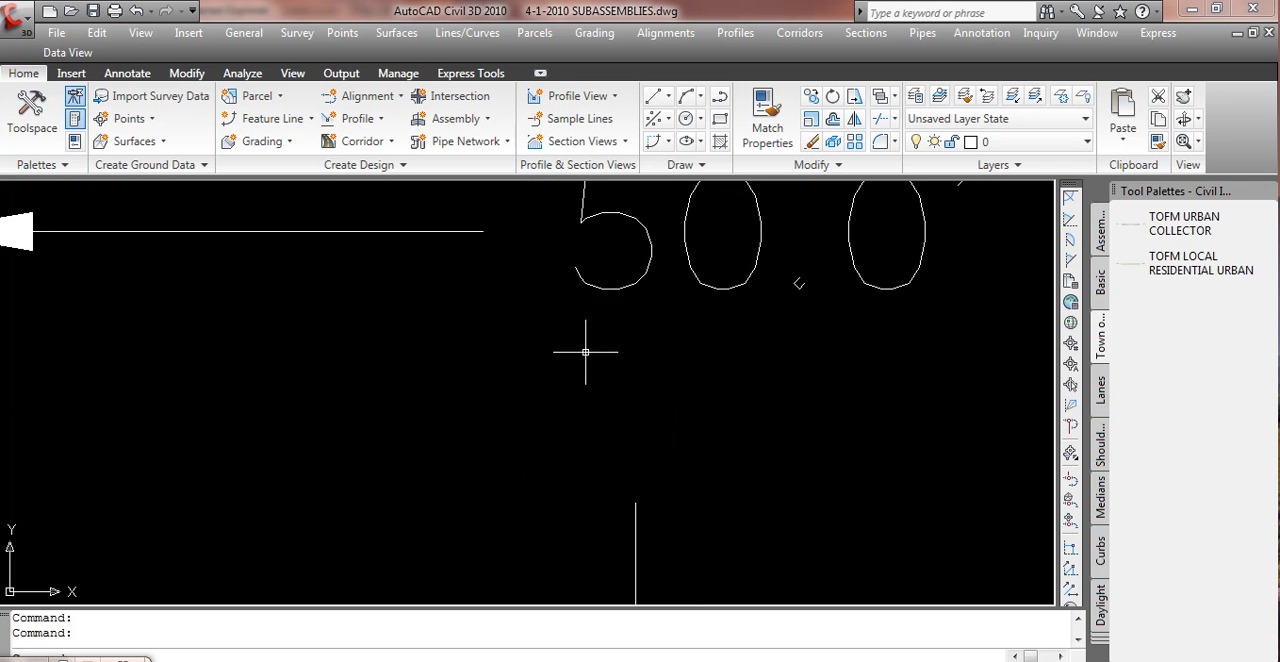 AutoCAD Civil 3D 2010 4-1-2010 SUBASSEMBLIES.dwg
Type a keyword or phrase
3D
File Edit View Insert General Survey Points Surfaces Lines/Curves Parcels Grading Alignments Profiles Corridors Sections Pipes Annotation Inquiry Window Express
Data View
Home Insert Annotate Modify Analyze View Output Manage Express Tools
Toolspace
Import Survey Data
Points
Surfaces
Parcel
Feature Line
Grading
Alignment
Profile
Corridor
Intersection
Assembly
Pipe Network
Profile View
Sample Lines
Section Views
Match
Properties
Unsaved Layer State
0
Paste
Palettes Create Ground Data Create Design Profile & Section Views Draw Modify Layers Clipboard View
50.0'
Tool Palettes - Civil I...
TOFM URBAN
COLLECTOR
TOFM LOCAL
RESIDENTIAL URBAN
Assem...
Basic
Town o...
Lanes
Should...
Medians
Curbs
Daylight
Y
X
Command:
Command: